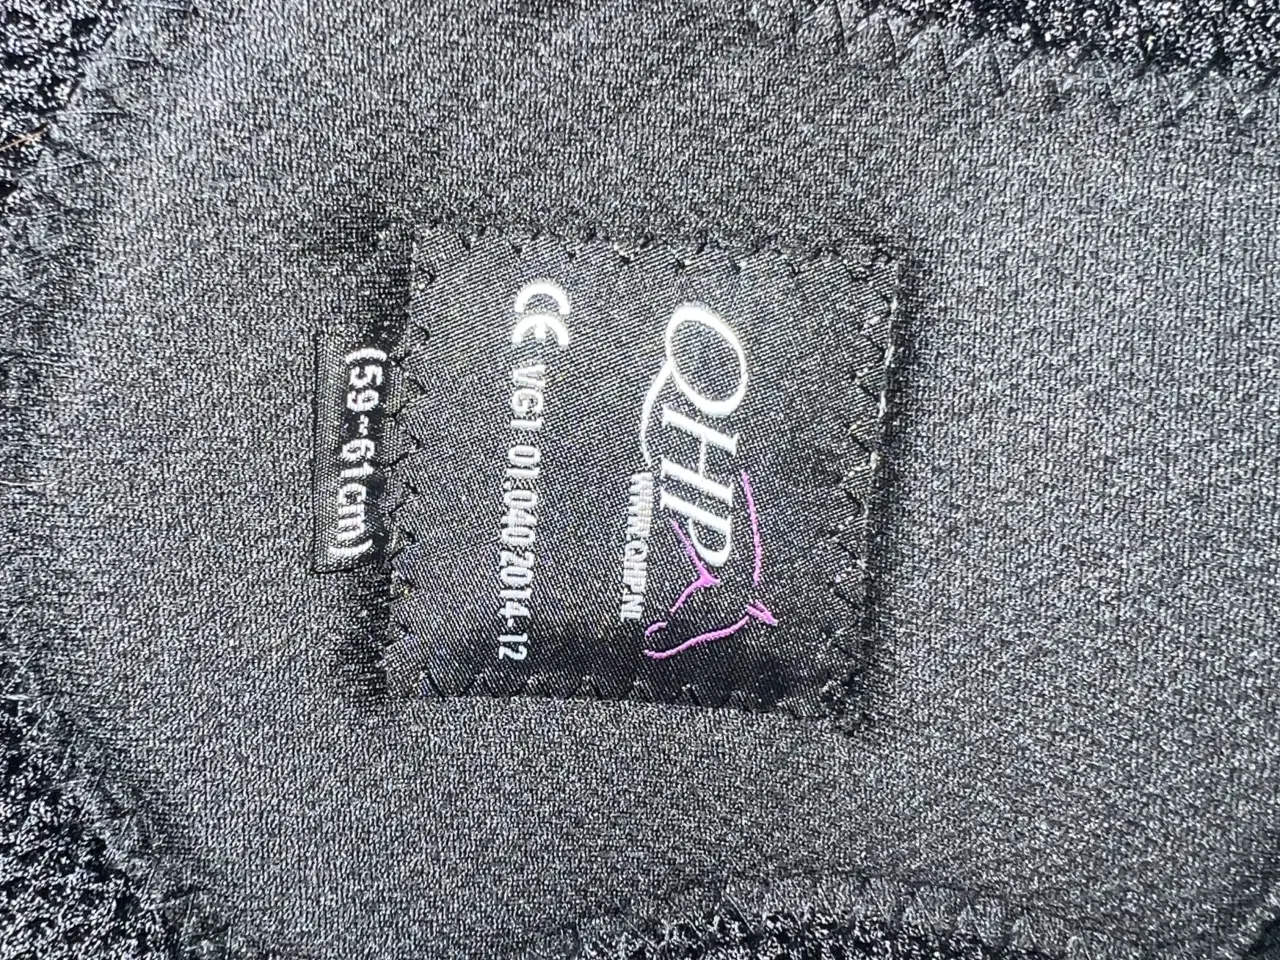 QHP
WWW.QHP.NL
CE VG1 01.040 2014-12
(59~61cm)